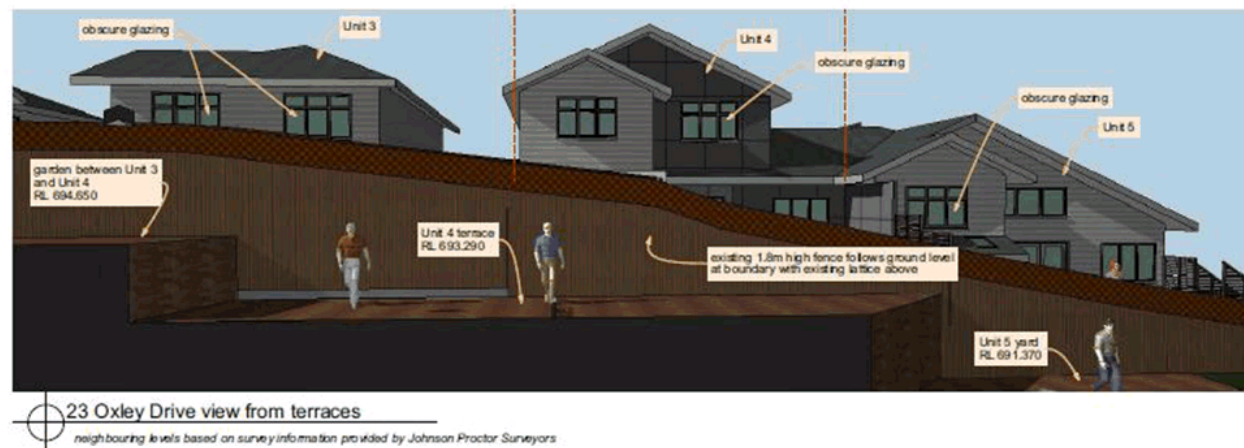 obscure glazing
Unit 3
Unit 4
obscure glazing
obscure glazing
Unit 5
garden between Unit 3
and Unit 4
RL 694.650
Unit 4 terrace
RL 693.290
existing 1.8m high fence follows ground level
at boundary with existing lattice above
Unit 5 yard
RL 691.370
23 Oxley Drive view from terraces
neighbouring levels based on survey information provided by Johnson Proctor Surveyors